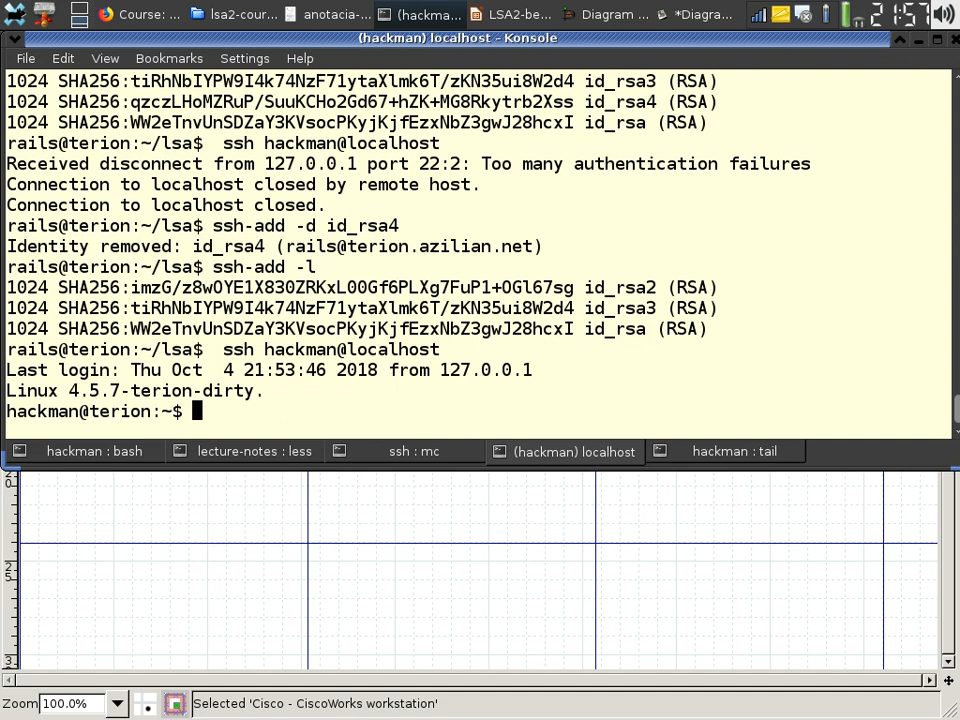 Course: ...
lsa2-cour...
anotacia-...
(hackma...
LSA2-be...
Diagram ...
*Diagra...
2 1:57
(hackman) localhost - Konsole
File Edit View Bookmarks Settings Help
1024 SHA256:tiRhNbIYPW9I4k74NzF71ytaXlmk6T/zKN35ui8W2d4 id_rsa3 (RSA)
1024 SHA256:qzczLHoMZRuP/SuuKCHo2Gd67+hZK+MG8Rkytrb2Xss id_rsa4 (RSA)
1024 SHA256:WW2eTnvUnSDZaY3KVsocPKyjKjfEzxNbZ3gwJ28hcxI id_rsa (RSA)
rails@terion:~/lsa$  ssh hackman@localhost
Received disconnect from 127.0.0.1 port 22:2: Too many authentication failures
Connection to localhost closed by remote host.
Connection to localhost closed.
rails@terion:~/lsa$ ssh-add -d id_rsa4
Identity removed: id_rsa4 (rails@terion.azilian.net)
rails@terion:~/lsa$ ssh-add -l
1024 SHA256:imzG/z8wOYE1X830ZRKxL00Gf6PLXg7FuP1+OGl67sg id_rsa2 (RSA)
1024 SHA256:tiRhNbIYPW9I4k74NzF71ytaXlmk6T/zKN35ui8W2d4 id_rsa3 (RSA)
1024 SHA256:WW2eTnvUnSDZaY3KVsocPKyjKjfEzxNbZ3gwJ28hcxI id_rsa (RSA)
rails@terion:~/lsa$  ssh hackman@localhost
Last login: Thu Oct  4 21:53:46 2018 from 127.0.0.1
Linux 4.5.7-terion-dirty.
hackman@terion:~$
hackman : bash
lecture-notes : less
ssh : mc
(hackman) localhost
hackman : tail
25
3
Zoom 100.0%
Selected 'Cisco - CiscoWorks workstation'